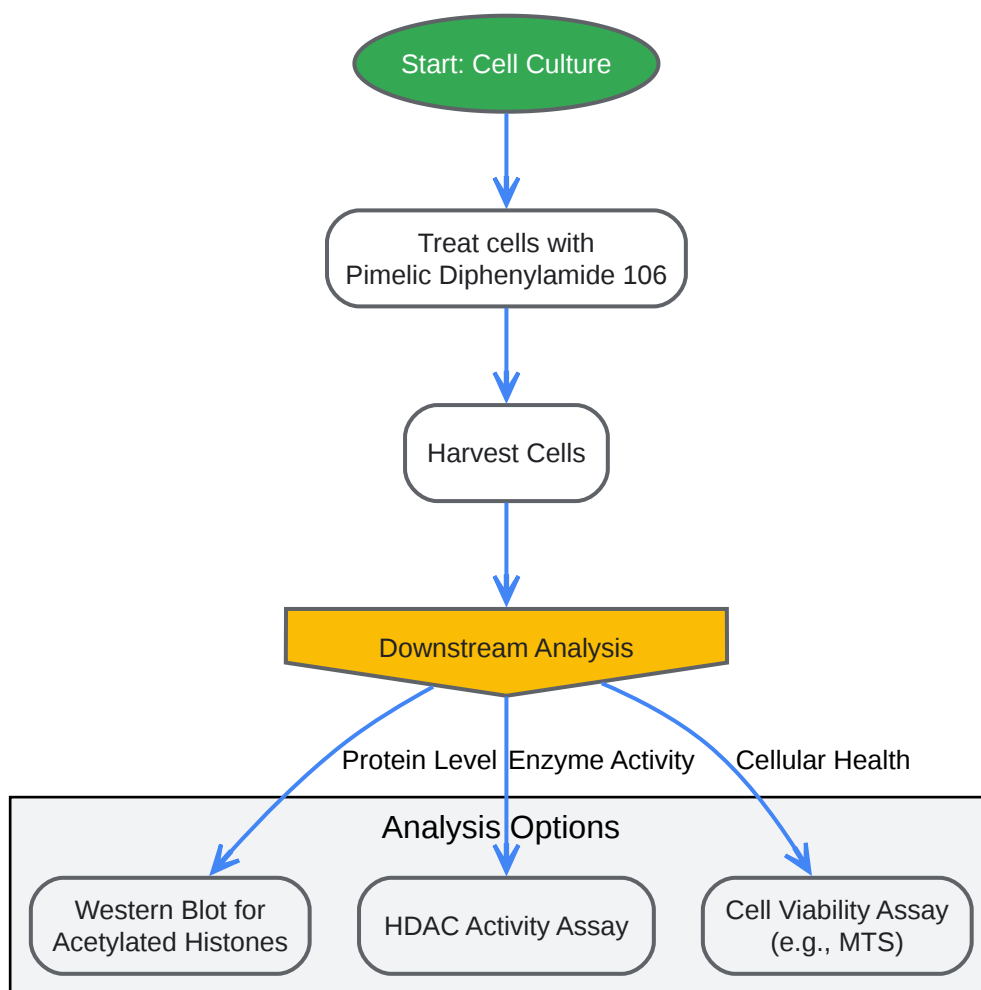 Start: Cell Culture
Treat cells with
Pimelic Diphenylamide 106
Harvest Cells
Downstream Analysis
Protein Level
Enzyme Activity
Cellular Health
Analysis Options
Western Blot for
Acetylated Histones
HDAC Activity Assay
Cell Viability Assay
(e.g., MTS)